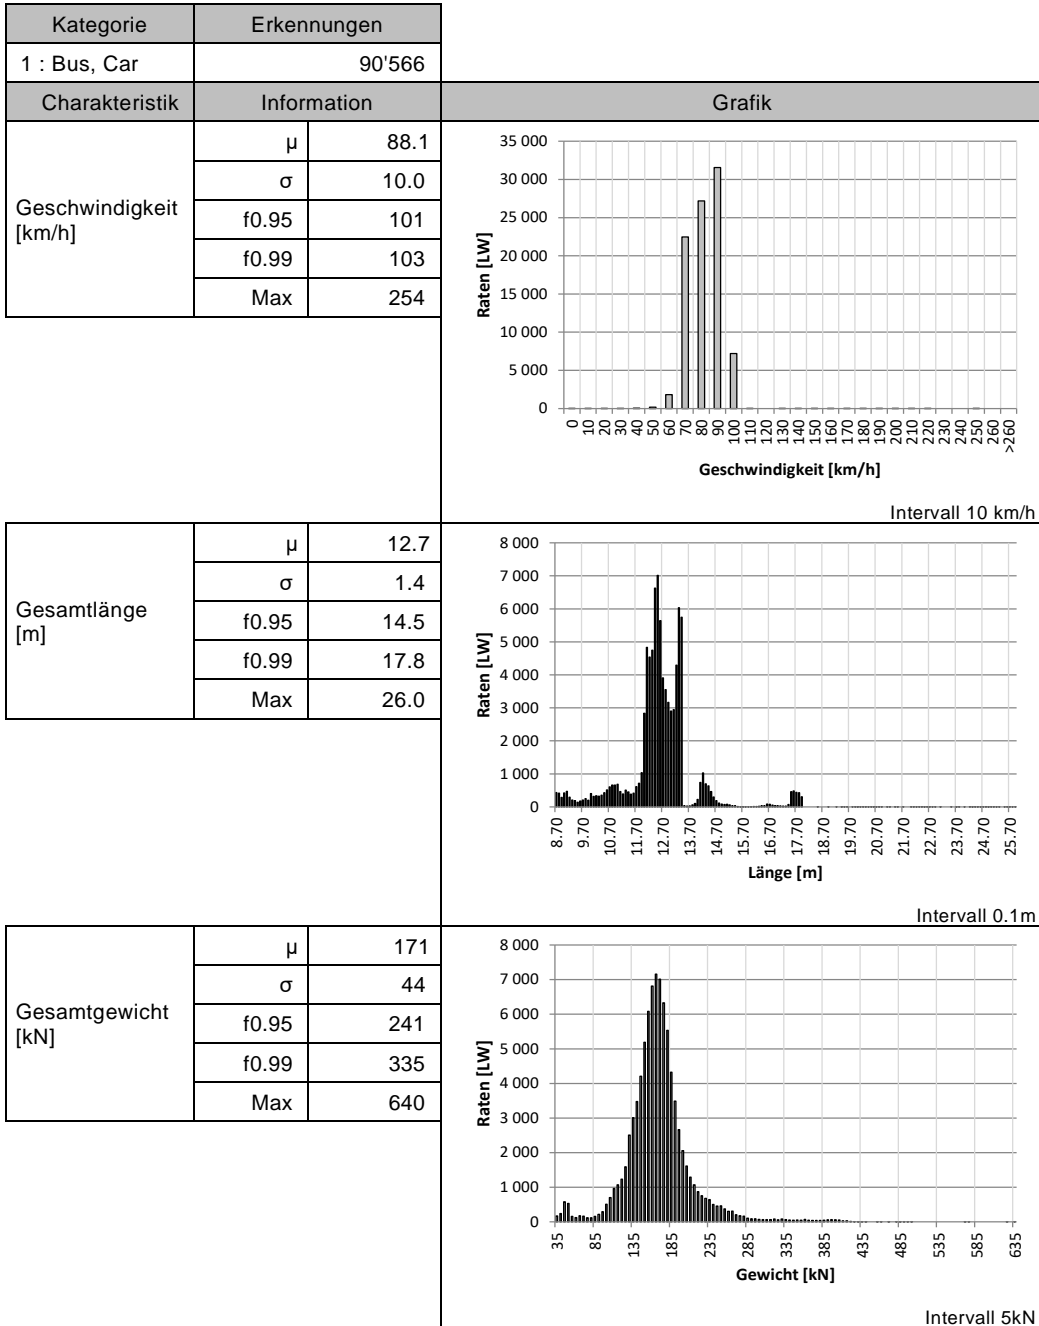 Kategorie Erkennungen
1 : Bus, Car 90'566
Charakteristik Information Grafik
Geschwindigkeit [km/h]
μ 88.1
σ 10.0
f0.95 101
f0.99 103
Max 254
35 000
30 000
25 000
20 000
15 000
10 000
5 000
0
Raten [LW]
0 10 20 30 40 50 60 70 80 90 100 110 120 130 140 150 160 170 180 190 200 210 220 230 240 250 260 >260
Geschwindigkeit [km/h]
Intervall 10 km/h
Gesamtlänge
[m]
μ 12.7
σ 1.4
f0.95 14.5
f0.99 17.8
Max 26.0
8 000
7 000
6 000
5 000
4 000
3 000
2 000
1 000
0
Raten [LW]
8.70 9.70 10.70 11.70 12.70 13.70 14.70 15.70 16.70 17.70 18.70 19.70 20.70 21.70 22.70 23.70 24.70 25.70
Länge [m]
Intervall 0.1m
Gesamtgewicht
[kN]
μ 171
σ 44
f0.95 241
f0.99 335
Max 640
8 000
7 000
6 000
5 000
4 000
3 000
2 000
1 000
0
Raten [LW]
35 85 135 185 235 285 335 385 435 485 535 585 635
Gewicht [kN]
Intervall 5kN